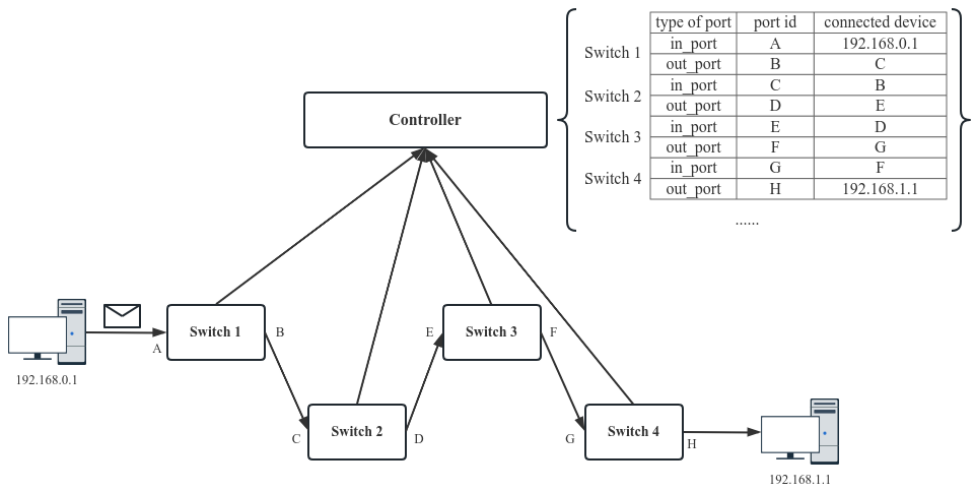 type of port port id connected device
Switch 1
in_port A 192.168.0.1
out_port B C
Switch 2
in_port C B
out_port D E
Switch 3
in_port E D
out_port F G
Switch 4
in_port G F
out_port H 192.168.1.1
......
Controller
Switch 1
A
B
192.168.0.1
Switch 2
C
D
Switch 3
E
F
Switch 4
G
H
192.168.1.1